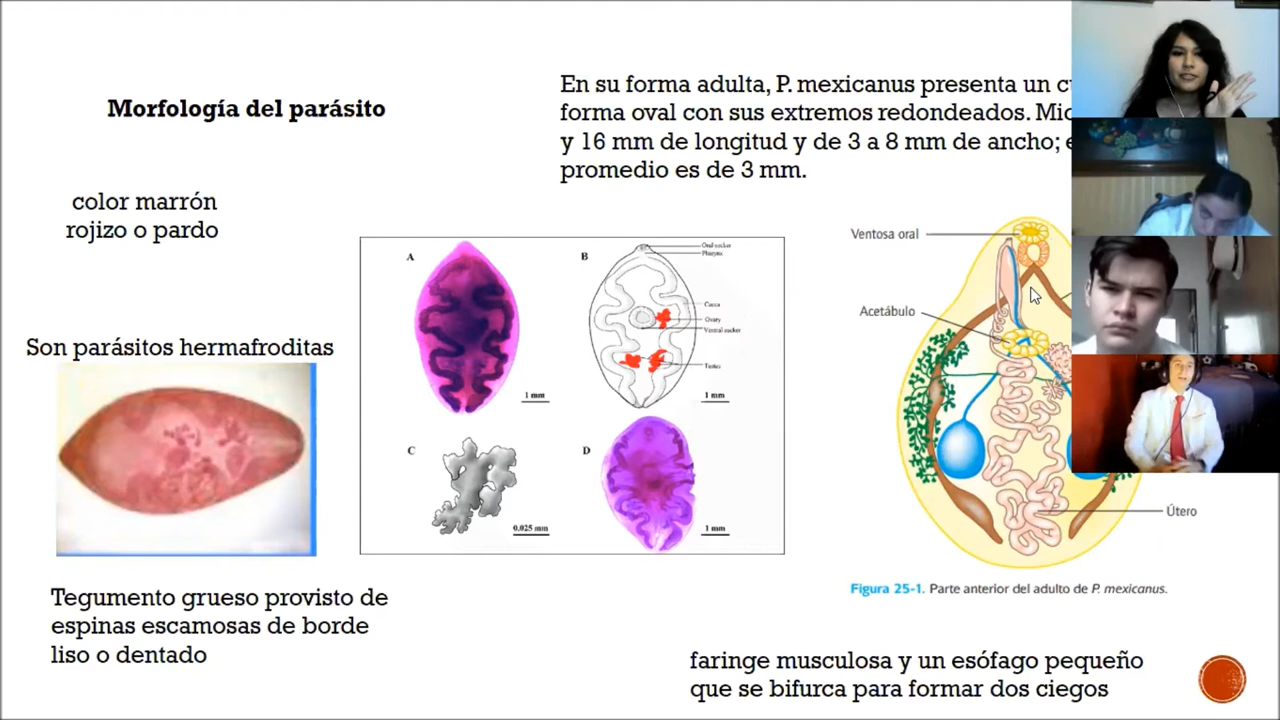 Morfología del parásito
En su forma adulta, P. mexicanus presenta un
forma oval con sus extremos redondeados.
y 16 mm de longitud y de 3 a 8 mm de ancho;
promedio es de 3 mm.
color marrón
rojizo o pardo
Son parásitos hermafroditas
A
B
Oral sucker
Pharynx
Caeca
Ovary
Ventral sucker
Testes
1 mm
1 mm
C
D
0.025 mm
1 mm
Ventosa oral
Acetábulo
Útero
Figura 25-1. Parte anterior del adulto de P. mexicanus.
Tegumento grueso provisto de
espinas escamosas de borde
liso o dentado
faringe musculosa y un esófago pequeño
que se bifurca para formar dos ciegos